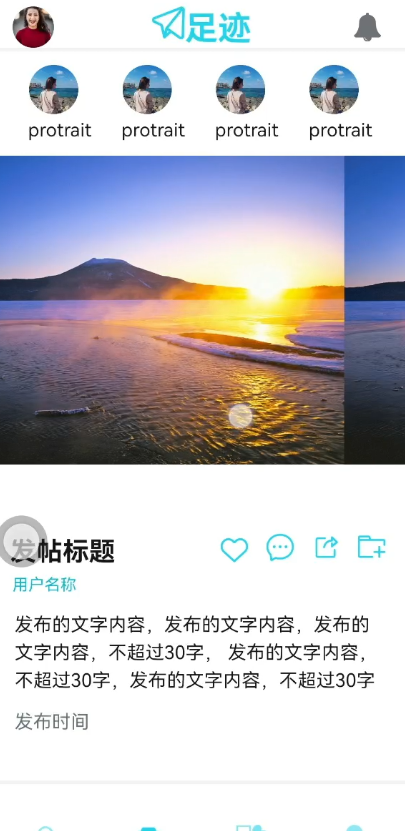 足迹
protrait protrait protrait protrait
发帖标题
用户名称
发布的文字内容，发布的文字内容，发布的
文字内容，不超过30字， 发布的文字内容，
不超过30字，发布的文字内容，不超过30字
发布时间